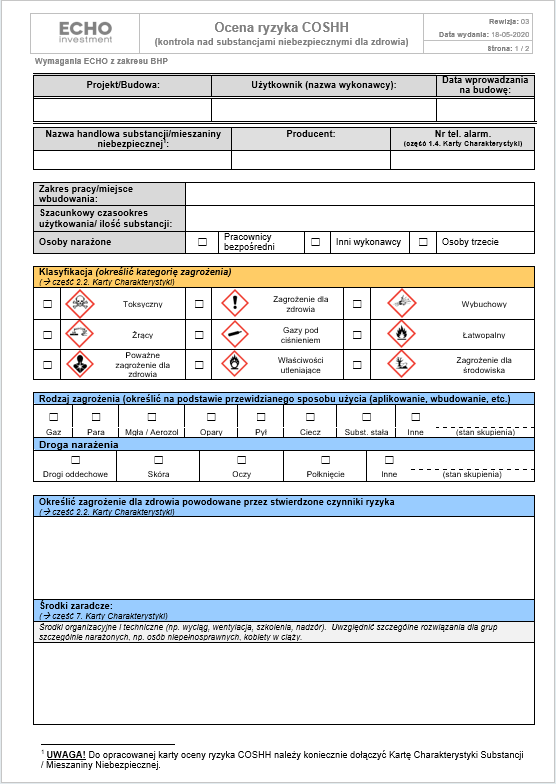 ECHO
investment
Ocena ryzyka COSHH
(kontrola nad substancjami niebezpiecznymi dla zdrowia)
Rewizja: 03
Data wydania: 18-05-2020
Strona: 1 / 2
Wymagania ECHO z zakresu BHP
Projekt/Budowa:
Użytkownik (nazwa wykonawcy):
Data wprowadzania
na budowę:
Nazwa handlowa substancji/mieszaniny
niebezpiecznej1:
Producent:
Nr tel. alarm.
(część 1.4. Karty Charakterystyki)
Zakres pracy/miejsce
wbudowania:
Szacunkowy czasookres
użytkowania/ ilość substancji:
Osoby narażone
☐
Pracownicy
bezpośredni
☐
Inni wykonawcy
☐
Osoby trzecie
Klasyfikacja (określić kategorię zagrożenia)
(→ część 2.2. Karty Charakterystyki)
☐ Toksyczny
☐ Zagrożenie dla
zdrowia
☐ Wybuchowy
☐ Żrący
☐ Gazy pod
ciśnieniem
☐ Łatwopalny
☐ Poważne
zagrożenie dla
zdrowia
☐ Właściwości
utleniające
☐ Zagrożenie dla
środowiska
Rodzaj zagrożenia (określić na podstawie przewidzianego sposobu użycia (aplikowanie, wbudowanie, etc.)
☐ ☐ ☐ ☐ ☐ ☐ ☐ ☐
Gaz Para Mgła / Aerozol Opary Pył Ciecz Subst. stała Inne (stan skupienia)
Droga narażenia
☐ ☐ ☐ ☐ ☐
Drogi oddechowe Skóra Oczy Połknięcie Inne (stan skupienia)
Określić zagrożenie dla zdrowia powodowane przez stwierdzone czynniki ryzyka
(→ część 2.2. Karty Charakterystyki)
Środki zaradcze:
(→ część 7. Karty Charakterystyki)
Środki organizacyjne i techniczne (np. wyciąg, wentylacja, szkolenia, nadzór). Uwzględnić szczególne rozwiązania dla grup
szczególnie narażonych, np. osób niepełnosprawnych, kobiety w ciąży.
1 UWAGA! Do opracowanej karty oceny ryzyka COSHH należy koniecznie dołączyć Kartę Charakterystyki Substancji
/ Mieszaniny Niebezpiecznej.